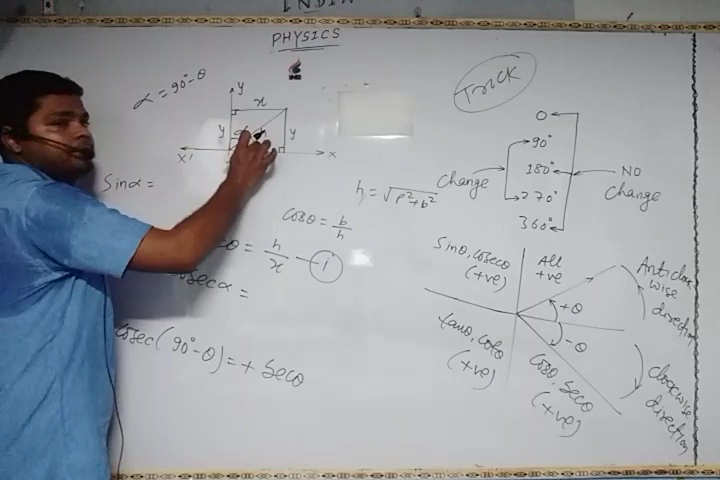 PHYSICS
α = 90° - θ
y
x
y
α
y
X'
X
Sinα =
h = √P²+b²
Cosθ = b/h
θ = h/x — i
cosecα =
Cosec(90°-θ) = + Secθ
Trick
0
90°
180°
270°
360°
Change
NO
Change
Sinθ, Cosecθ
(+ve)
All
+ve
tanθ, Cotθ
(+ve)
Cosθ, Secθ
(+ve)
+θ
-θ
Anticlock
wise
direction
Clockwise
direction